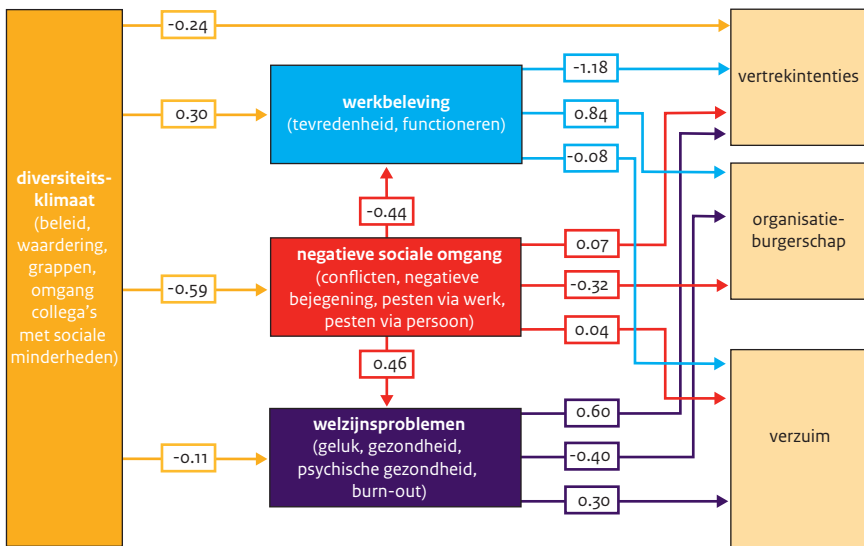 -0.24
vertrekintenties
-1.18
werkbeleving
(tevredenheid, functioneren)
0.30
0.84
-0.08
diversiteits-
klimaat
(beleid,
waardering,
grappen,
omgang
collega's
met sociale
minderheden)
-0.44
organisatie-
burgerschap
negatieve sociale omgang
(conflicten, negatieve
bejegening, pesten via werk,
pesten via persoon)
-0.59
0.07
-0.32
0.04
0.46
welzijnsproblemen
(geluk, gezondheid,
psychische gezondheid,
burn-out)
-0.11
0.60
-0.40
0.30
verzuim